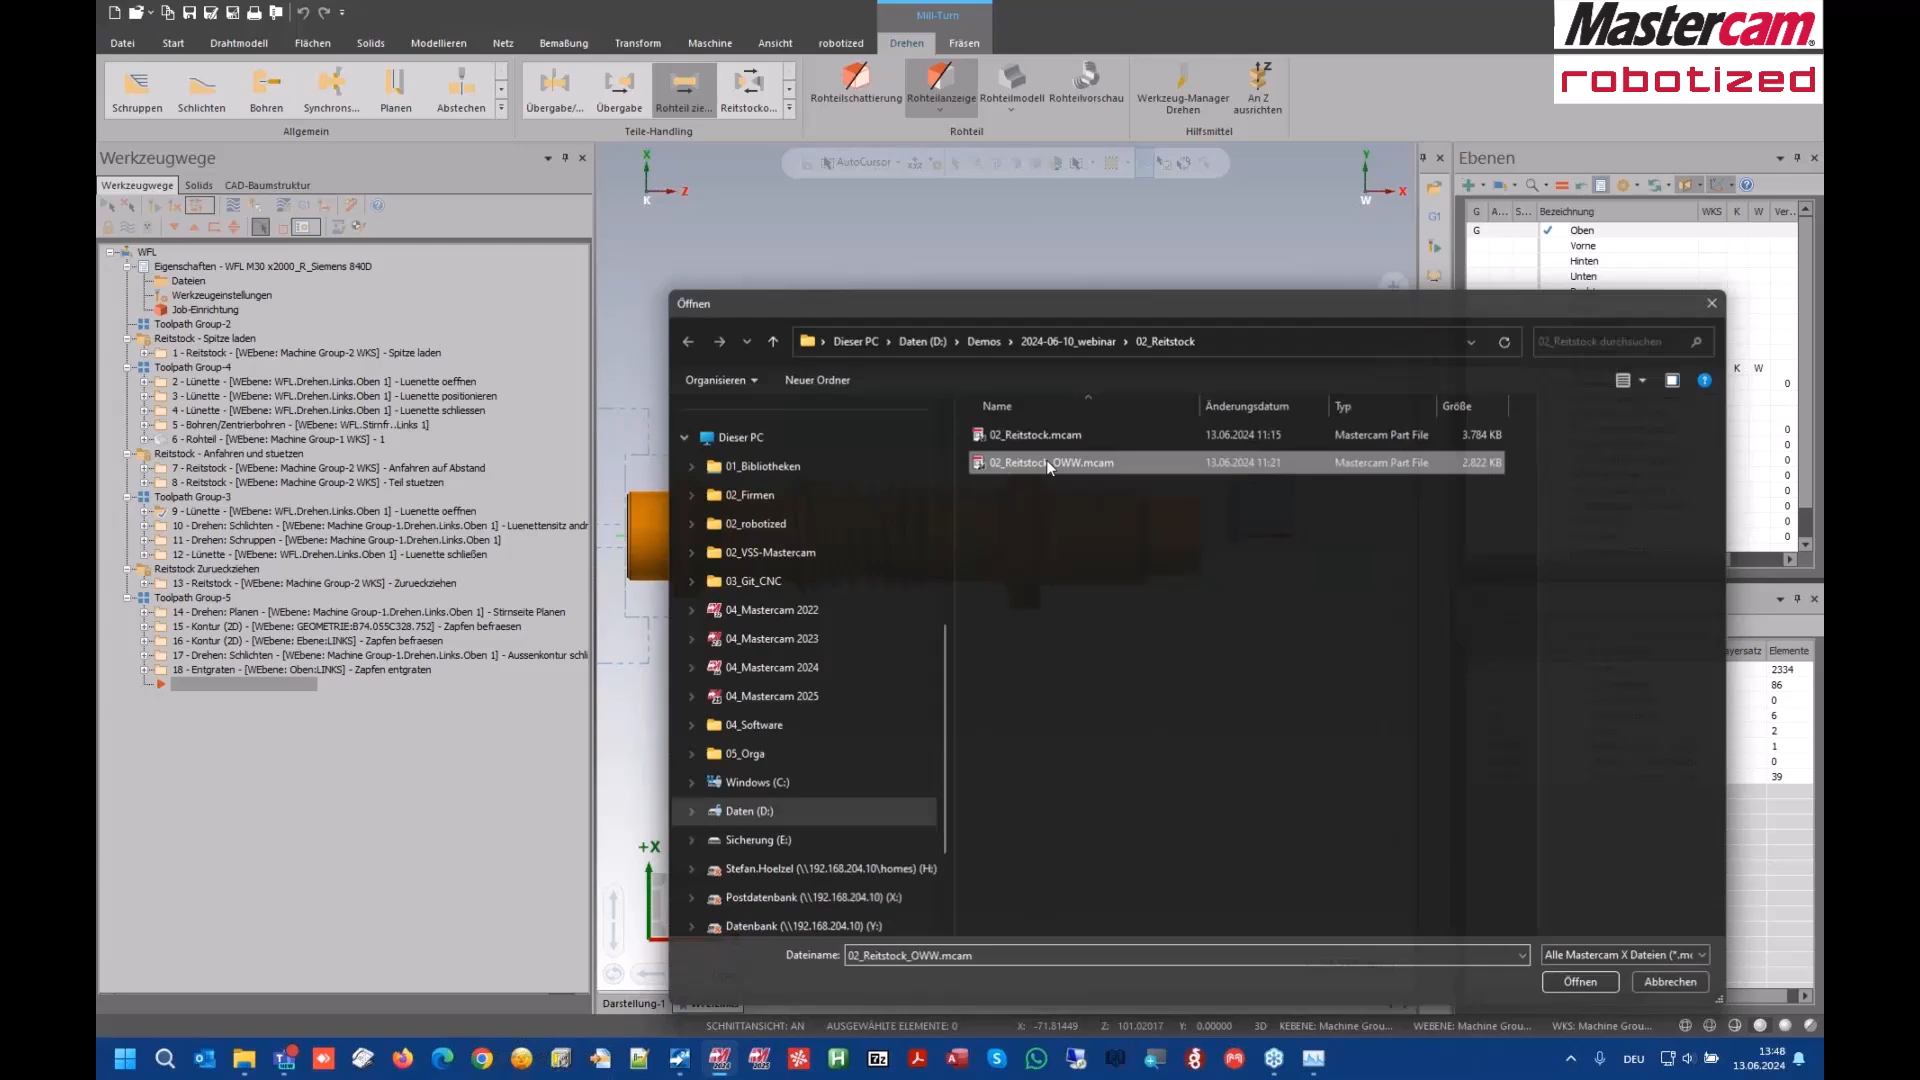 Mill-Turn
Datei Start Drahtmodell Flächen Solids Modellieren Netz Bemaßung Transform Maschine Ansicht robotized Drehen Fräsen
Mastercam
robotized
Schruppen Schlichten Bohren Synchrons... Planen Abstechen Übergabe/... Übergabe Rohteil zie... Reitstocko... Rohteilschattierung Rohteilanzeige Rohteilmodell Rohteilvorschau Werkzeug-Manager Drehen An Z ausrichten
Allgemein Teile-Handling Rohteil Hilfsmittel
Werkzeugwege
Werkzeugwege Solids CAD-Baumstruktur
WFL
Eigenschaften - WFL M30 x2000_R_Siemens 840D
Dateien
Werkzeugeinstellungen
Job-Einrichtung
Toolpath Group-2
Reitstock - Spitze laden
1 - Reitstock - [WEbene: Machine Group-2 WKS] - Spitze laden
Toolpath Group-4
2 - Lünette - [WEbene: WFL.Drehen.Links.Oben 1] - Luenette oeffnen
3 - Lünette - [WEbene: WFL.Drehen.Links.Oben 1] - Luenette positionieren
4 - Lünette - [WEbene: WFL.Drehen.Links.Oben 1] - Luenette schliessen
5 - Bohren/Zentrierbohren - [WEbene: WFL.Stirnfr..Links 1]
6 - Rohteil - [WEbene: Machine Group-1 WKS] - 1
Reitstock - Anfahren und stuetzen
7 - Reitstock - [WEbene: Machine Group-2 WKS] - Anfahren auf Abstand
8 - Reitstock - [WEbene: Machine Group-2 WKS] - Teil stuetzen
Toolpath Group-3
9 - Lünette - [WEbene: WFL.Drehen.Links.Oben 1] - Luenette oeffnen
10 - Drehen: Schlichten - [WEbene: Machine Group-1.Drehen.Links.Oben 1] - Luenettensitz andr
11 - Drehen: Schruppen - [WEbene: Machine Group-1.Drehen.Links.Oben 1]
12 - Lünette - [WEbene: WFL.Drehen.Links.Oben 1] - Luenette schließen
Reitstock Zurueckziehen
13 - Reitstock - [WEbene: Machine Group-2 WKS] - Zurueckziehen
Toolpath Group-5
14 - Drehen: Planen - [WEbene: Machine Group-1.Drehen.Links.Oben 1] - Stirnseite Planen
15 - Kontur (2D) - [WEbene: GEOMETRIE:B74.055C328.752] - Zapfen befraesen
16 - Kontur (2D) - [WEbene: Ebene:LINKS] - Zapfen befraesen
17 - Drehen: Schlichten - [WEbene: Machine Group-1.Drehen.Links.Oben 1] - Aussenkontur schli
18 - Entgraten - [WEbene: Oben:LINKS] - Zapfen entgraten
X Z K
AutoCursor
Y X W
G1
Ebenen
G A... S... Bezeichnung WKS K W Ver...
G Oben
Vorne
Hinten
Unten
K W
0
0
0
0
0
0
0
0
0
ayersatz Elemente
2334
86
0
6
2
1
0
39
Öffnen
Dieser PC Daten (D:) Demos 2024-06-10_webinar 02_Reitstock
02_Reitstock durchsuchen
Organisieren Neuer Ordner
Name Änderungsdatum Typ Größe
02_Reitstock.mcam 13.06.2024 11:15 Mastercam Part File 3.784 KB
02_Reitstock_OWW.mcam 13.06.2024 11:21 Mastercam Part File 2.822 KB
Dieser PC
01_Bibliotheken
02_Firmen
02_robotized
02_VSS-Mastercam
03_Git_CNC
04_Mastercam 2022
04_Mastercam 2023
04_Mastercam 2024
04_Mastercam 2025
04_Software
05_Orga
Windows (C:)
Daten (D:)
Sicherung (E:)
Stefan.Hoelzel (\\192.168.204.10\homes) (H:)
Postdatenbank (\\192.168.204.10) (X:)
Datenbank (\\192.168.204.10) (Y:)
Dateiname: 02_Reitstock_OWW.mcam Alle Mastercam X Dateien (*.mc
Öffnen Abbrechen
+X
Darstellung-1
SCHNITTANSICHT: AN AUSGEWÄHLTE ELEMENTE: 0 X: -71.81449 Z: 101.02017 Y: 0.00000 3D KEBENE: Machine Grou... WEBENE: Machine Grou... WKS: Machine Grou...
DEU
13:48
13.06.2024